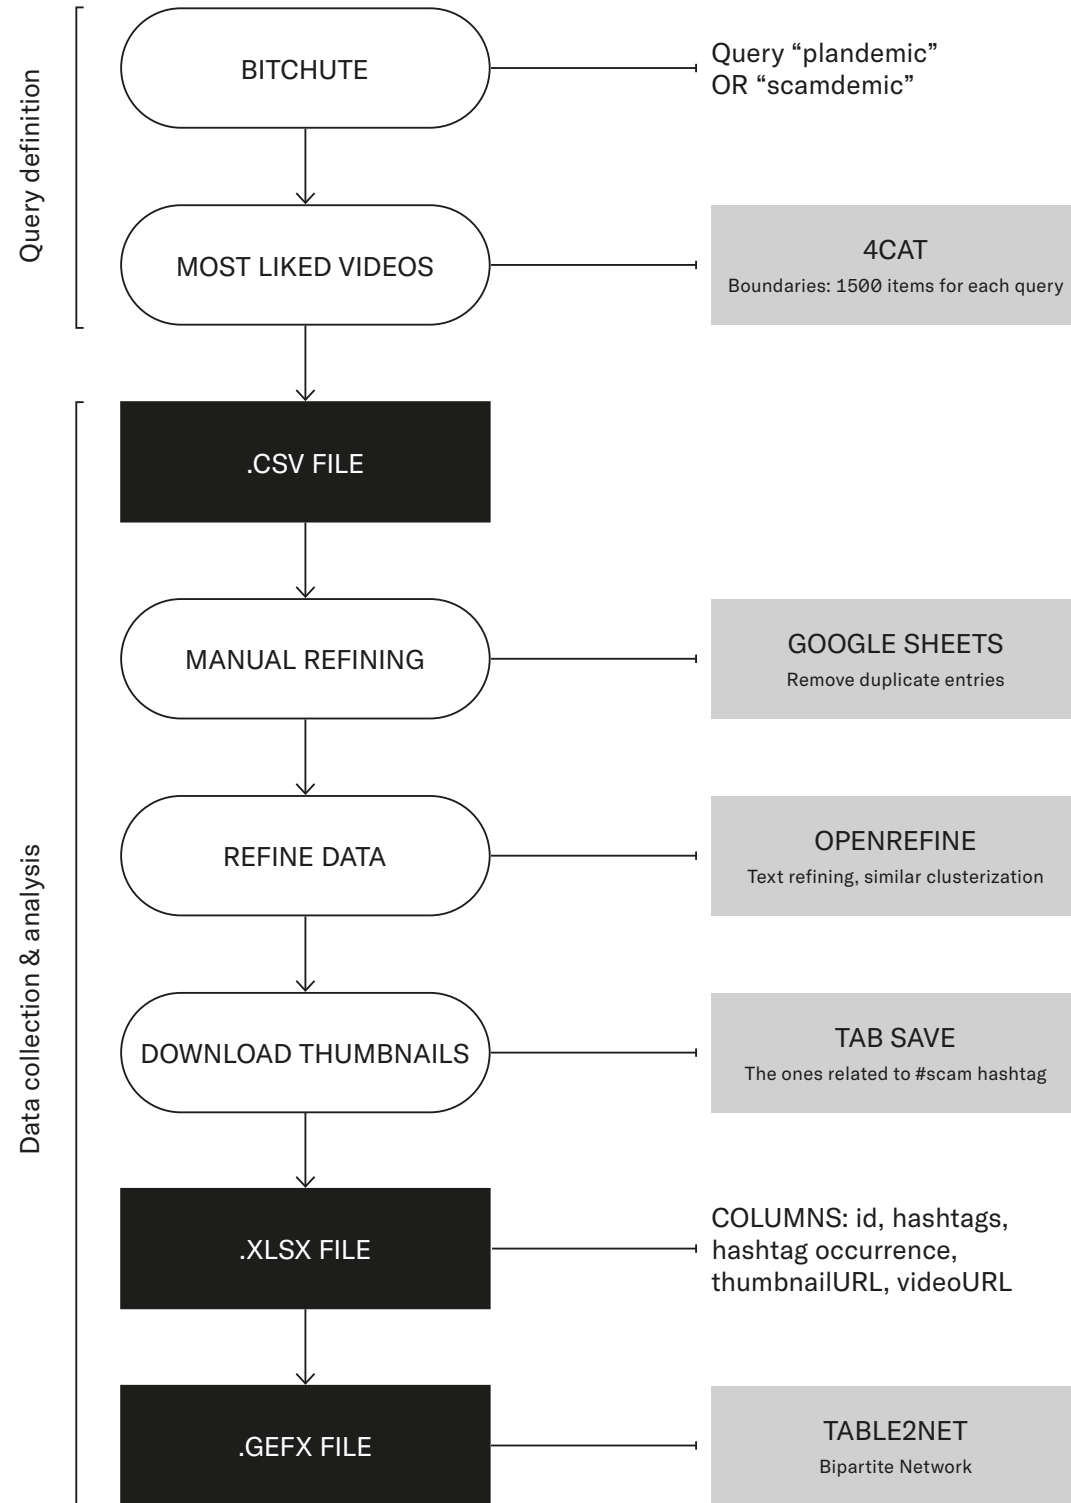 Query definition
BITCHUTE
Query “plandemic”
OR “scamdemic”
MOST LIKED VIDEOS
4CAT
Boundaries: 1500 items for each query
Data collection & analysis
.CSV FILE
MANUAL REFINING
GOOGLE SHEETS
Remove duplicate entries
REFINE DATA
OPENREFINE
Text refining, similar clusterization
DOWNLOAD THUMBNAILS
TAB SAVE
The ones related to #scam hashtag
.XLSX FILE
COLUMNS: id, hashtags,
hashtag occurrence,
thumbnailURL, videoURL
.GEFX FILE
TABLE2NET
Bipartite Network